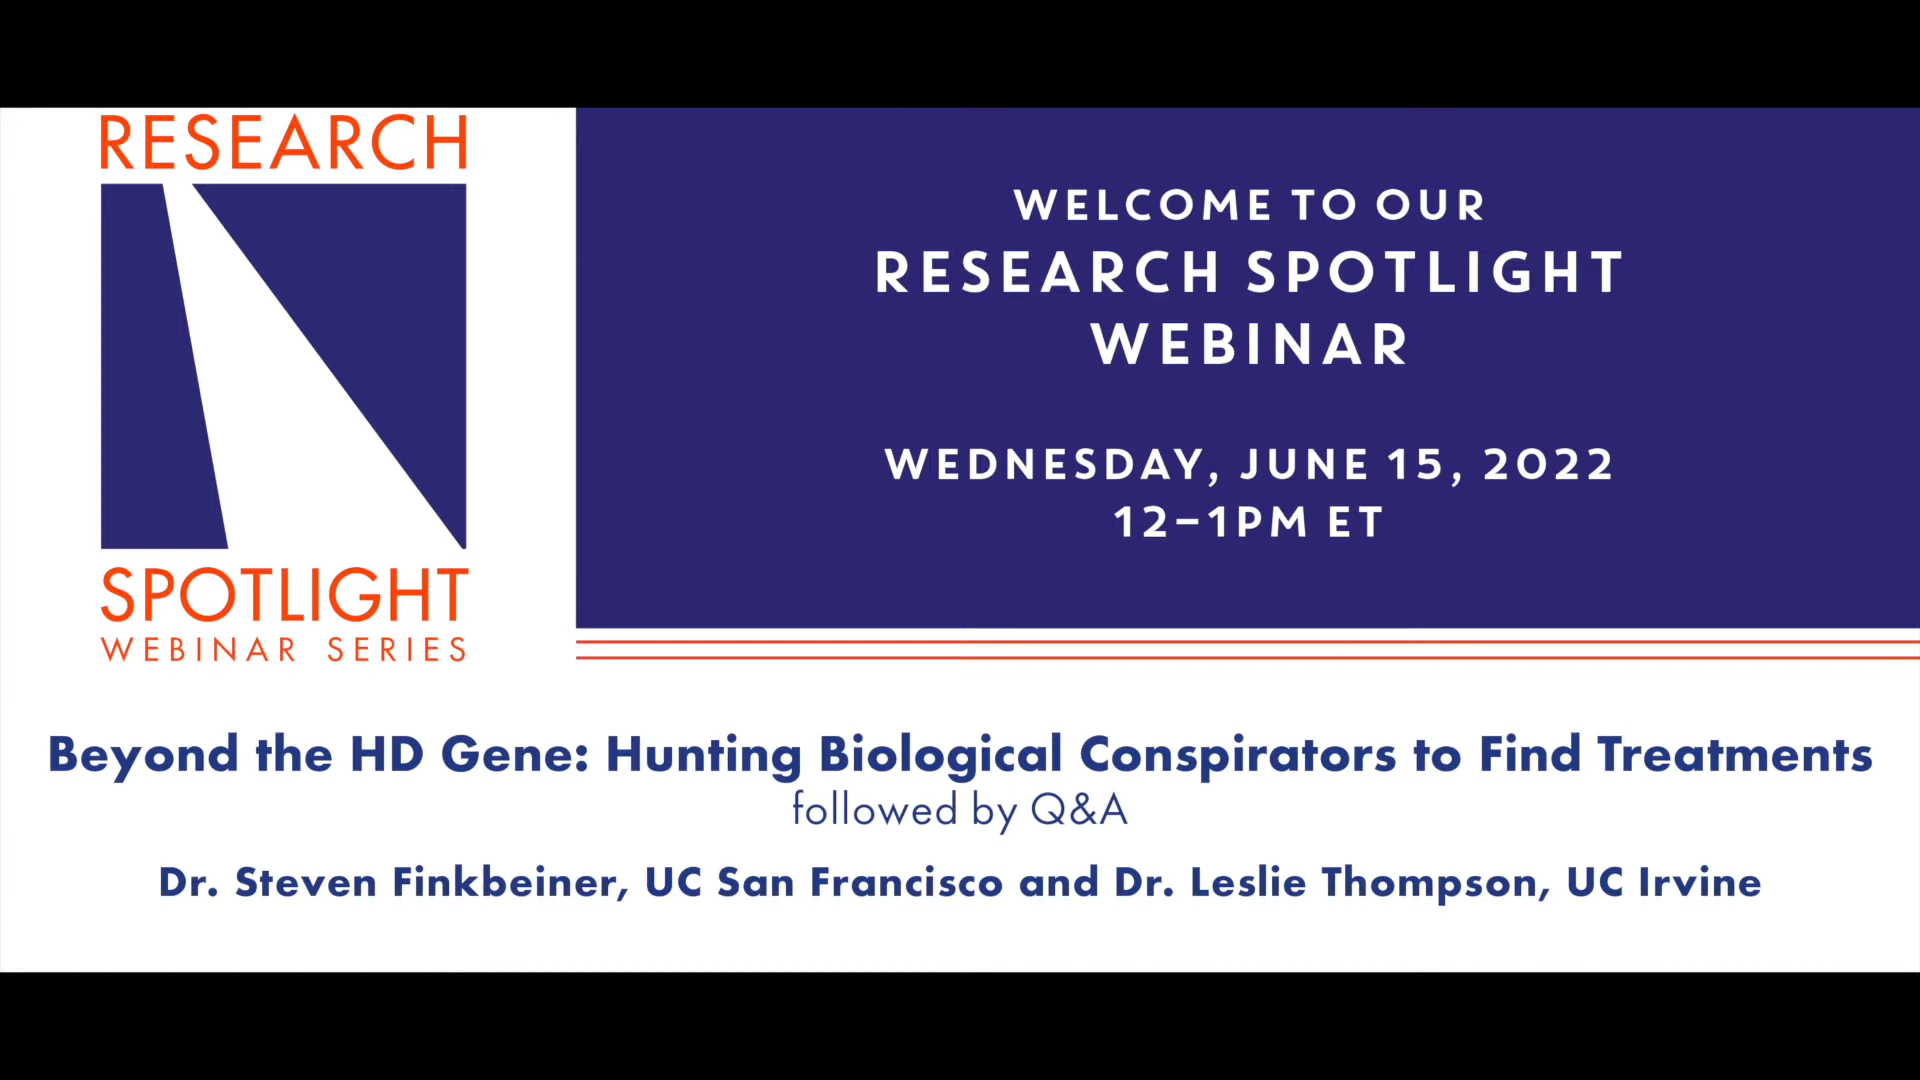 RESEARCH
SPOTLIGHT
WEBINAR SERIES
WELCOME TO OUR
RESEARCH SPOTLIGHT
WEBINAR
WEDNESDAY, JUNE 15, 2022
12–1PM ET
Beyond the HD Gene: Hunting Biological Conspirators to Find Treatments
followed by Q&A
Dr. Steven Finkbeiner, UC San Francisco and Dr. Leslie Thompson, UC Irvine